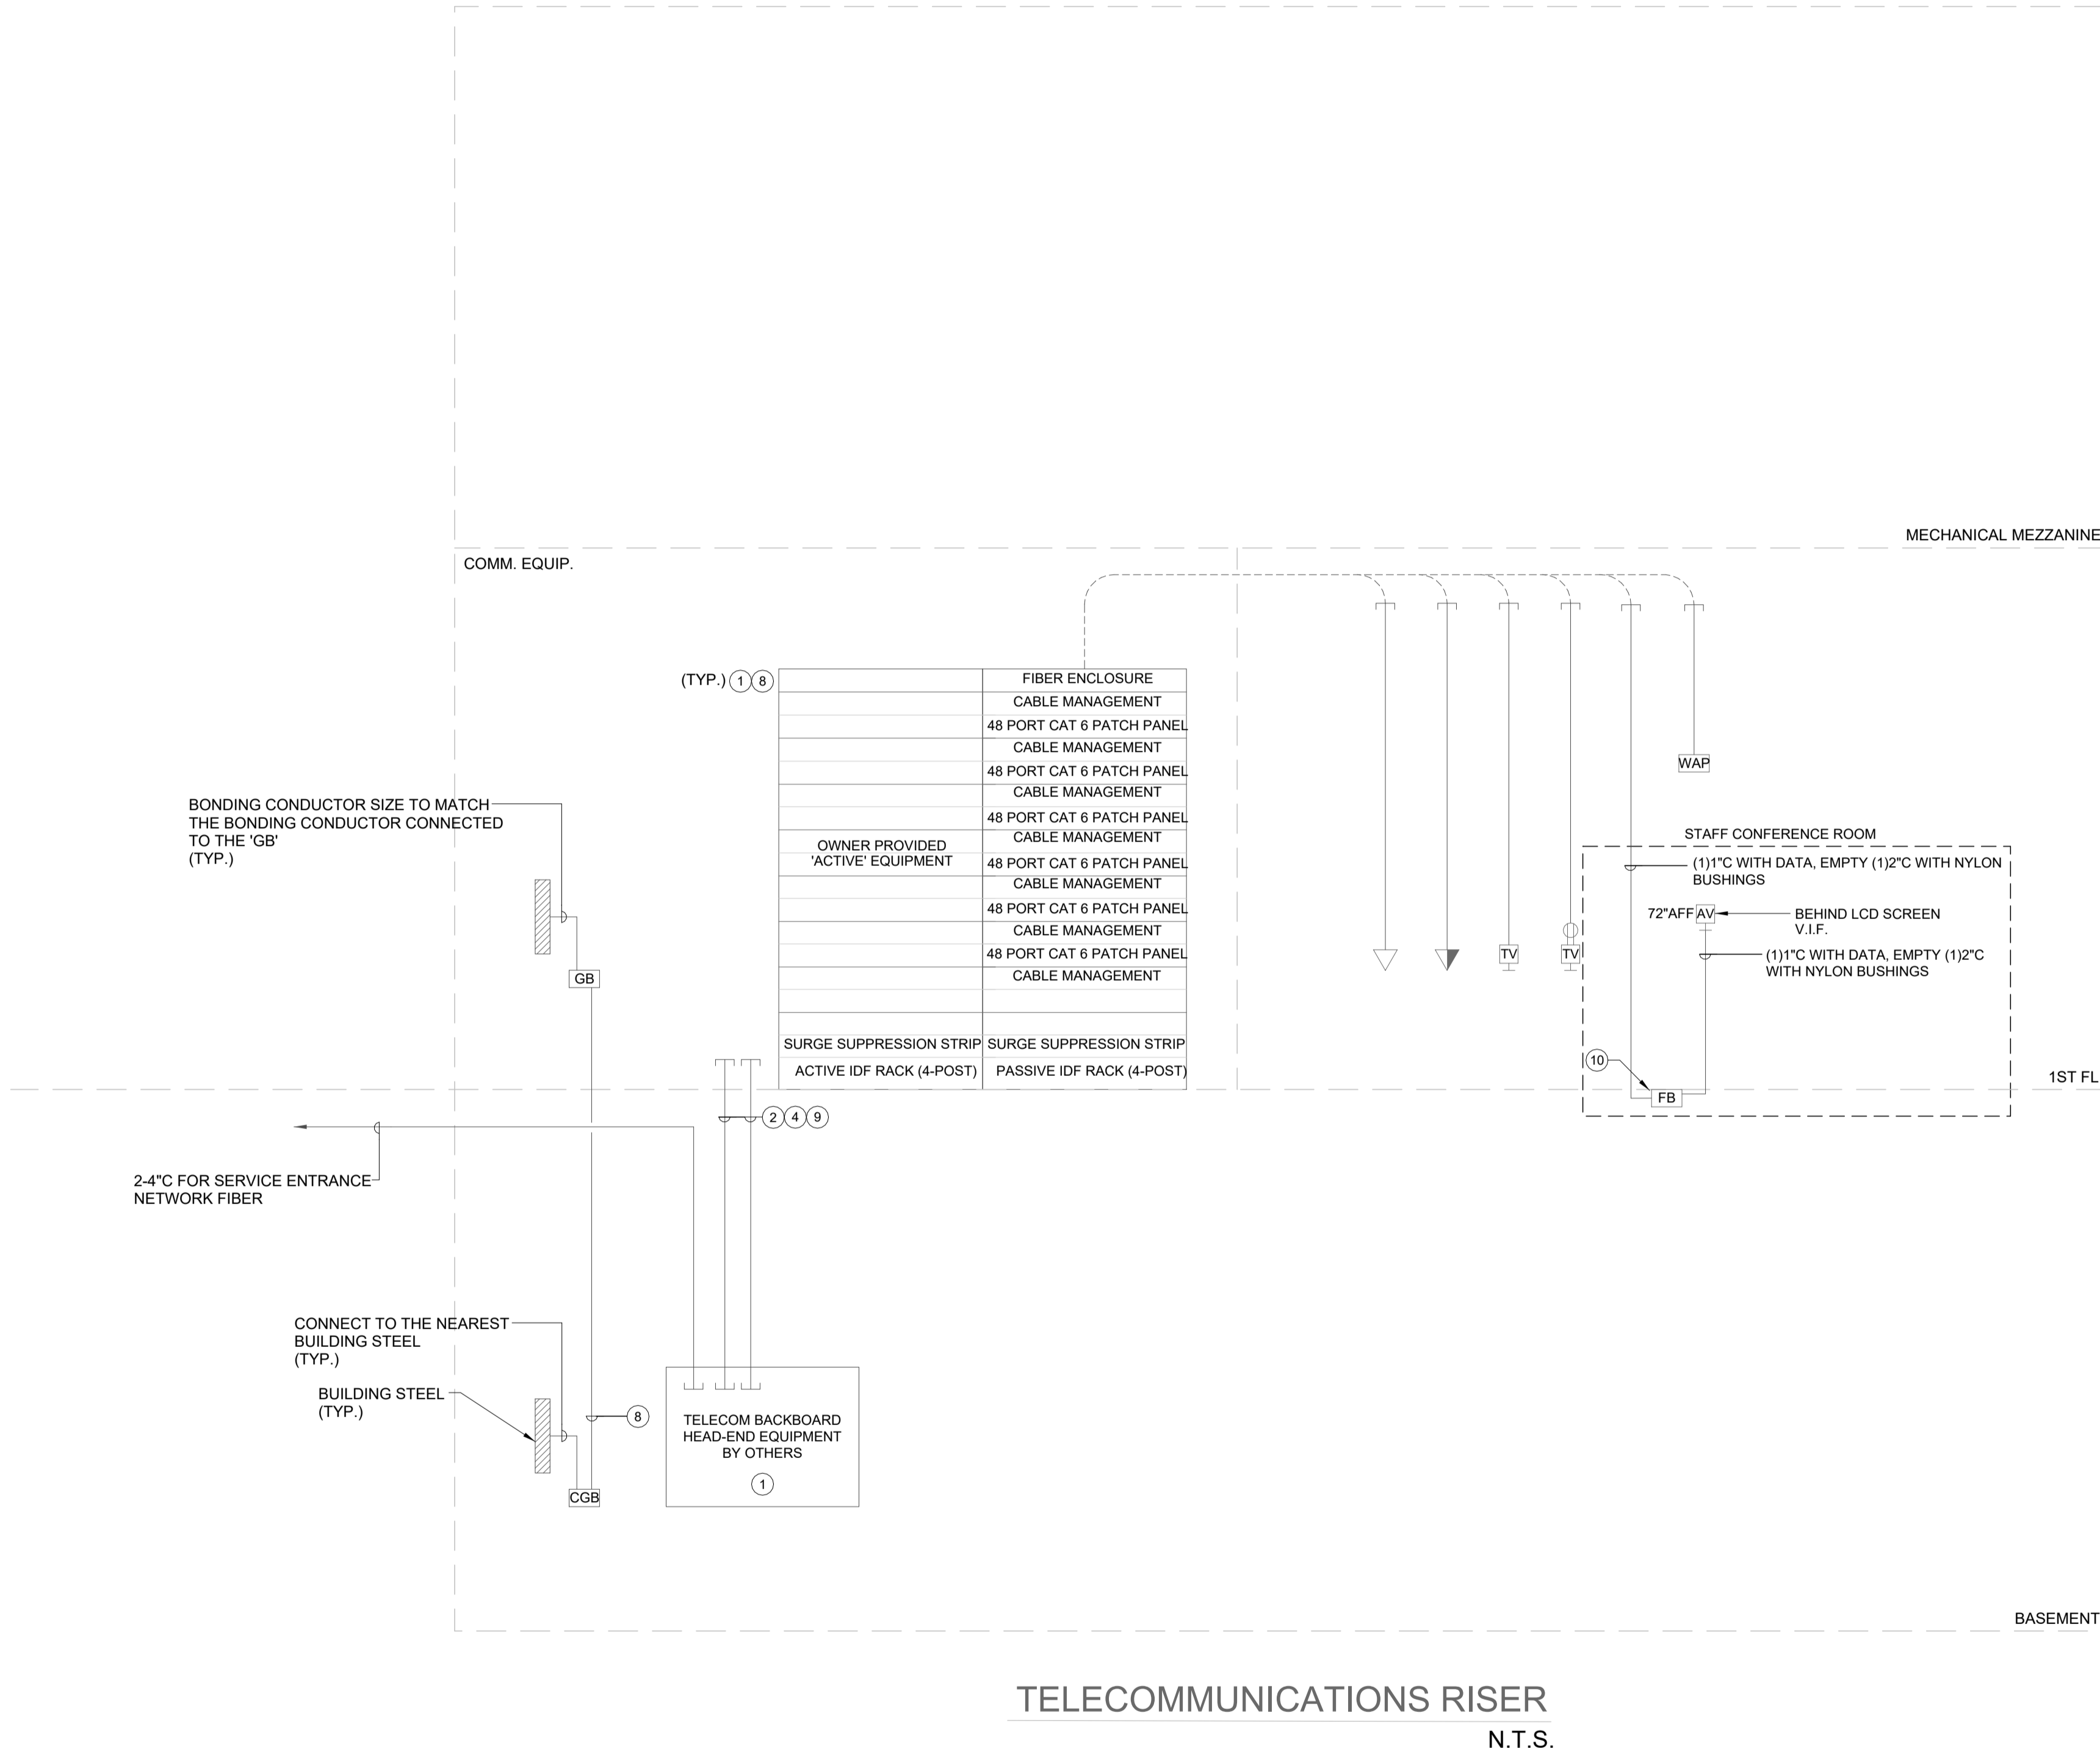 MECHANICAL MEZZANINE
COMM. EQUIP.
(TYP.) 1 8
FIBER ENCLOSURE
CABLE MANAGEMENT
48 PORT CAT 6 PATCH PANEL
CABLE MANAGEMENT
48 PORT CAT 6 PATCH PANEL
CABLE MANAGEMENT
48 PORT CAT 6 PATCH PANEL
CABLE MANAGEMENT
48 PORT CAT 6 PATCH PANEL
CABLE MANAGEMENT
48 PORT CAT 6 PATCH PANEL
CABLE MANAGEMENT
48 PORT CAT 6 PATCH PANEL
CABLE MANAGEMENT
OWNER PROVIDED
'ACTIVE' EQUIPMENT
SURGE SUPPRESSION STRIP
SURGE SUPPRESSION STRIP
ACTIVE IDF RACK (4-POST)
PASSIVE IDF RACK (4-POST)
BONDING CONDUCTOR SIZE TO MATCH
THE BONDING CONDUCTOR CONNECTED
TO THE 'GB'
(TYP.)
GB
WAP
STAFF CONFERENCE ROOM
(1)1"C WITH DATA, EMPTY (1)2"C WITH NYLON
BUSHINGS
72"AFF AV
BEHIND LCD SCREEN
V.I.F.
(1)1"C WITH DATA, EMPTY (1)2"C
WITH NYLON BUSHINGS
TV
TV
10
FB
1ST FL
2 4 9
2-4"C FOR SERVICE ENTRANCE
NETWORK FIBER
CONNECT TO THE NEAREST
BUILDING STEEL
(TYP.)
BUILDING STEEL
(TYP.)
8
CGB
TELECOM BACKBOARD
HEAD-END EQUIPMENT
BY OTHERS
1
BASEMENT
TELECOMMUNICATIONS RISER
N.T.S.